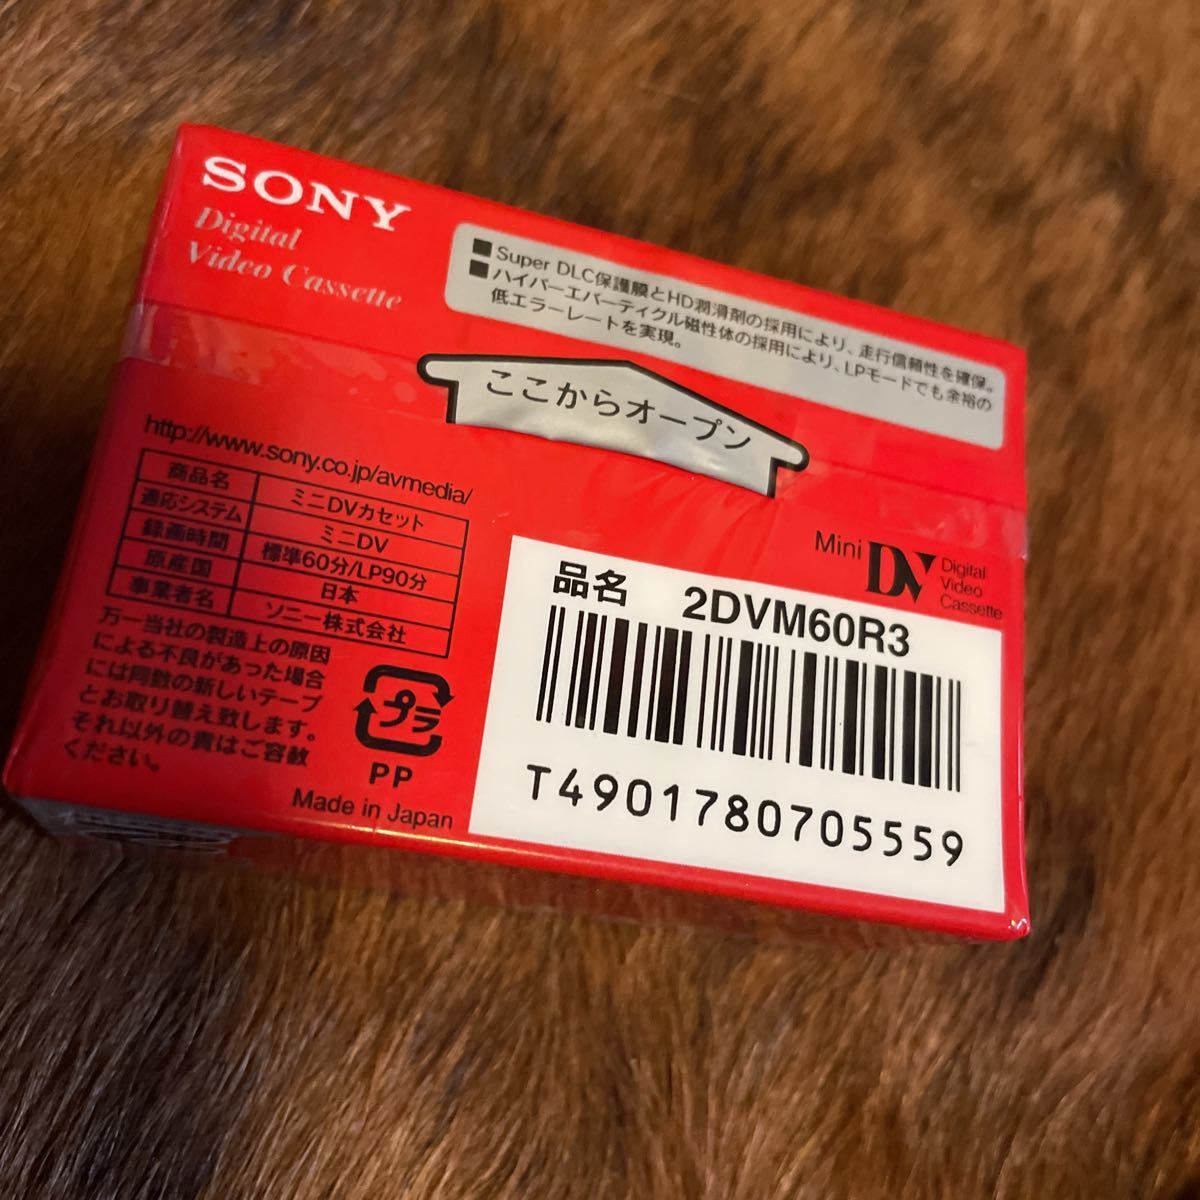 SONY
Digital
Video Cassette
■ Super DLC保護膜とHD潤滑剤の採用により、走行信頼性を確保。
■ ハイパーエバーティクル磁性体の採用により、LPモードでも余裕の
低エラーレートを実現。
ここからオープン
http://www.sony.co.jp/avmedia/
商品名 ミニDVカセット
適応システム ミニDV
録画時間 標準60分/LP90分
原産国 日本
事業者名 ソニー株式会社
万一当社の製造上の原因
による不良があった場合
には同数の新しいテープ
とお取り替え致します。
それ以外の責はご容赦
ください。
プラ
PP
Made in Japan
Mini DV Digital
Video
Cassette
品名 2DVM60R3
T4901780705559